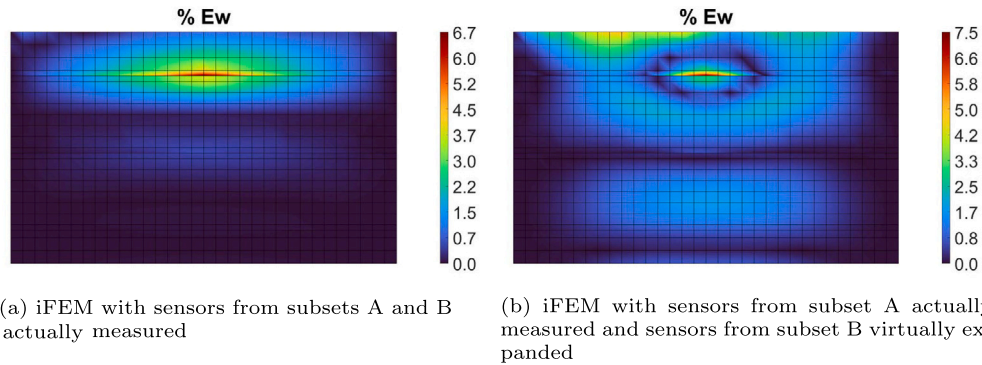 % Ew
6.7
6.0
5.2
4.5
3.7
3.0
2.2
1.5
0.7
0.0
(a) iFEM with sensors from subsets A and B
actually measured
% Ew
7.5
6.7
5.8
5.0
4.2
3.3
2.5
1.7
0.8
0.0
(b) iFEM with sensors from subset A actually
measured and sensors from subset B virtually ex-
panded